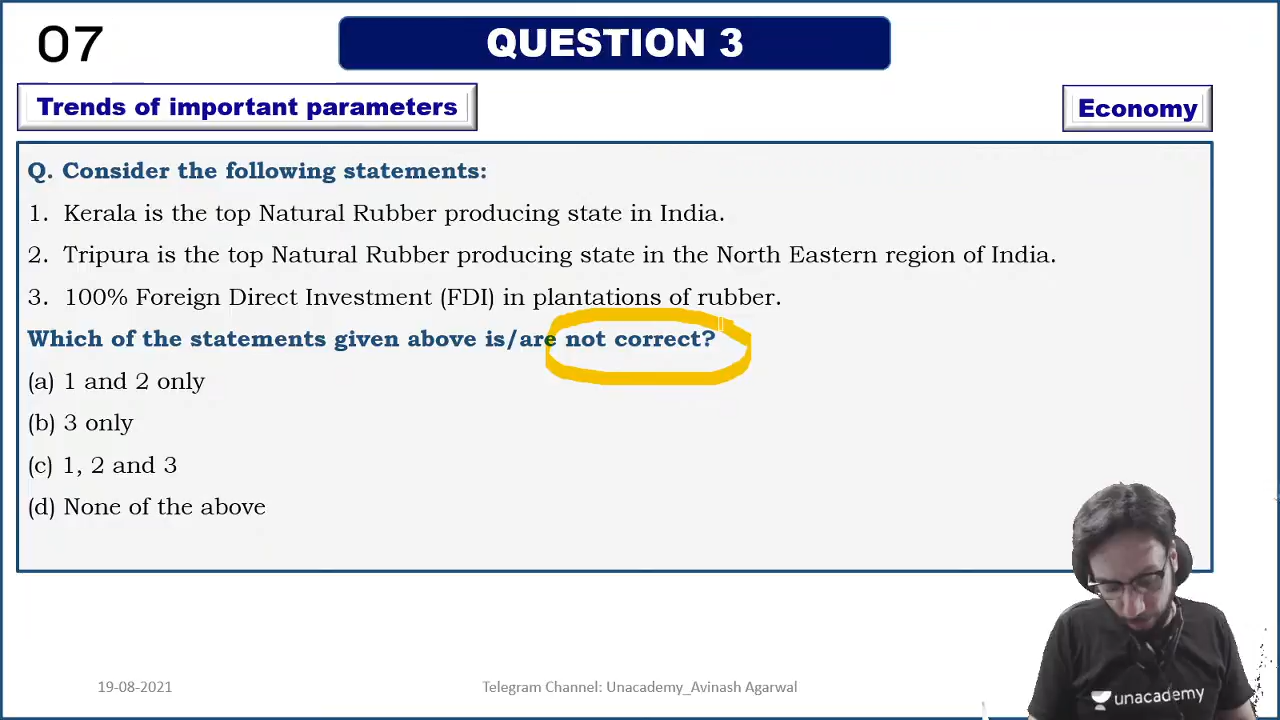 07
QUESTION 3
Trends of important parameters
Economy
Q. Consider the following statements:
1. Kerala is the top Natural Rubber producing state in India.
2. Tripura is the top Natural Rubber producing state in the North Eastern region of India.
3. 100% Foreign Direct Investment (FDI) in plantations of rubber.
Which of the statements given above is/are not correct?
(a) 1 and 2 only
(b) 3 only
(c) 1, 2 and 3
(d) None of the above
unacademy
19-08-2021
Telegram Channel: Unacademy_Avinash Agarwal